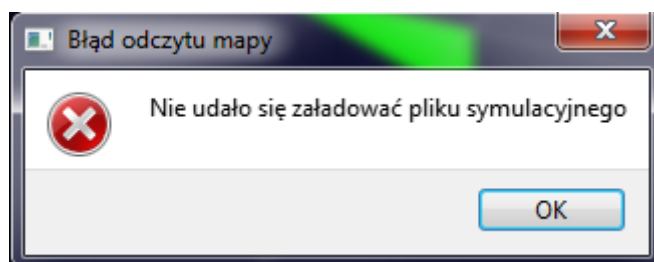 Błąd odczytu mapy
Nie udało się załadować pliku symulacyjnego
OK